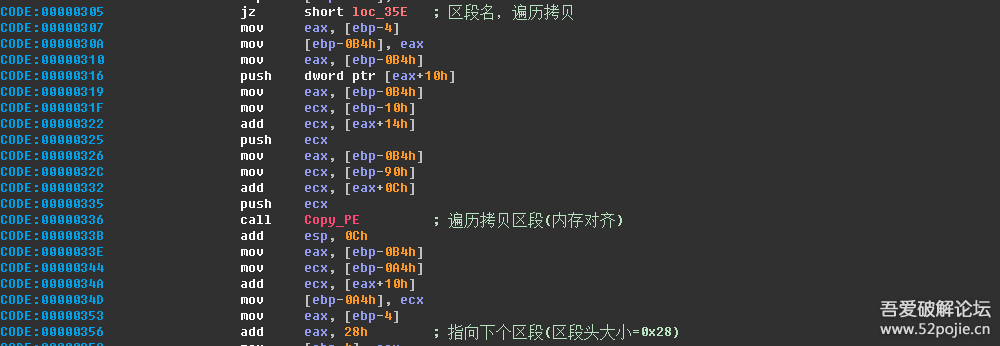 CODE:00000305 jz short loc_35E ; 区段名，遍历拷贝
CODE:00000307 mov eax, [ebp-4]
CODE:0000030A mov [ebp-0B4h], eax
CODE:00000310 mov eax, [ebp-0B4h]
CODE:00000316 push dword ptr [eax+10h]
CODE:00000319 mov eax, [ebp-0B4h]
CODE:0000031F mov ecx, [ebp-10h]
CODE:00000322 add ecx, [eax+14h]
CODE:00000325 push ecx
CODE:00000326 mov eax, [ebp-0B4h]
CODE:0000032C mov ecx, [ebp-90h]
CODE:00000332 add ecx, [eax+0Ch]
CODE:00000335 push ecx
CODE:00000336 call Copy_PE ; 遍历拷贝区段(内存对齐)
CODE:0000033B add esp, 0Ch
CODE:0000033E mov eax, [ebp-0B4h]
CODE:00000344 mov ecx, [ebp-0A4h]
CODE:0000034A add ecx, [eax+10h]
CODE:0000034D mov [ebp-0A4h], ecx
CODE:00000353 mov eax, [ebp-4]
CODE:00000356 add eax, 28h ; 指向下个区段(区段头大小=0x28)
吾爱破解论坛
www.52pojie.cn